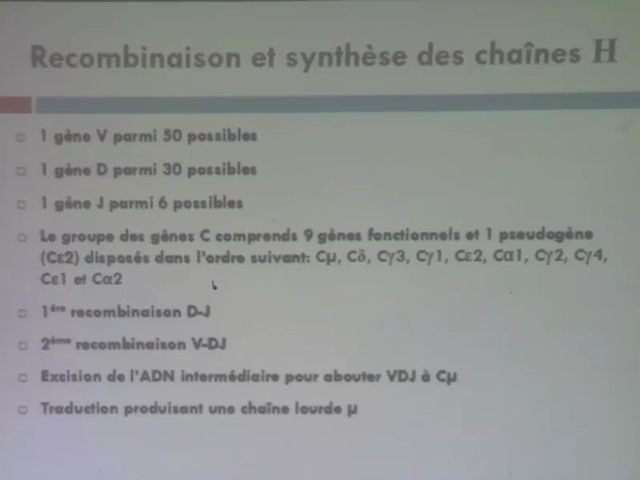 Recombinaison et synthèse des chaînes H
1 gène V parmi 50 possibles
1 gène D parmi 30 possibles
1 gène J parmi 6 possibles
Le groupe des gènes C comprends 9 gènes fonctionnels et 1 pseudogène
(Cε2) disposés dans l'ordre suivant: Cμ, Cδ, Cγ3, Cγ1, Cε2, Cα1, Cγ2, Cγ4,
Cε1 et Cα2
1ère recombinaison D-J
2ème recombinaison V-DJ
Excision de l'ADN intermédiaire pour abouter VDJ à Cμ
Traduction produisant une chaîne lourde μ